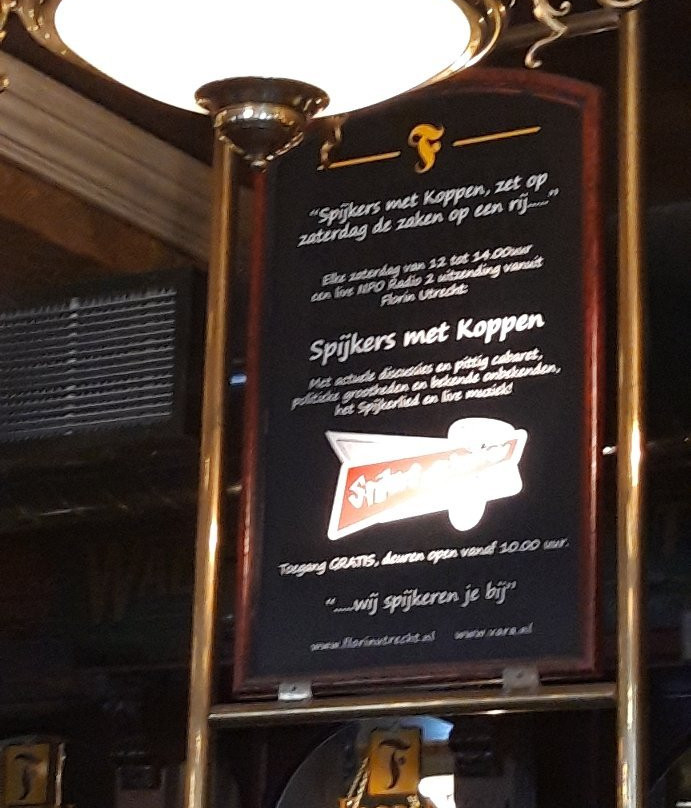 F
“Spijkers met Koppen, zet op
zaterdag de zaken op een rij.....”
Elke zaterdag van 12 tot 14.00uur
een live NPO Radio 2 uitzending vanuit
Florin Utrecht:
Spijkers met Koppen
Met actuele discussies en pittig cabaret,
politieke grootheden en bekende onbekenden,
het Spijkerlied en live muziek!
Toegang GRATIS, deuren open vanaf 10.00 uur.
“.....wij spijkeren je bij”
www.florinutrecht.nl www.vara.nl
F
F